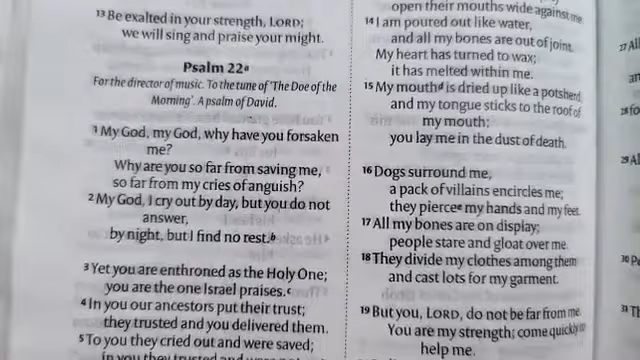 ¹³ Be exalted in your strength, LORD;
we will sing and praise your might.
Psalm 22ᵃ
For the director of music. To the tune of 'The Doe of the
Morning'. A psalm of David.
¹ My God, my God, why have you forsaken
me?
Why are you so far from saving me,
so far from my cries of anguish?
² My God, I cry out by day, but you do not
answer,
by night, but I find no rest.ᵇ
³ Yet you are enthroned as the Holy One;
you are the one Israel praises.ᶜ
⁴ In you our ancestors put their trust;
they trusted and you delivered them.
⁵ To you they cried out and were saved;
in you they trusted and were not
open their mouths wide against me.
¹⁴ I am poured out like water,
and all my bones are out of joint.
My heart has turned to wax;
it has melted within me.
¹⁵ My mouthᵈ is dried up like a potsherd,
and my tongue sticks to the roof of
my mouth;
you lay me in the dust of death.
¹⁶ Dogs surround me,
a pack of villains encircles me;
they pierceᵉ my hands and my feet.
¹⁷ All my bones are on display;
people stare and gloat over me.
¹⁸ They divide my clothes among them
and cast lots for my garment.
¹⁹ But you, LORD, do not be far from me.
You are my strength; come quickly to
help me.